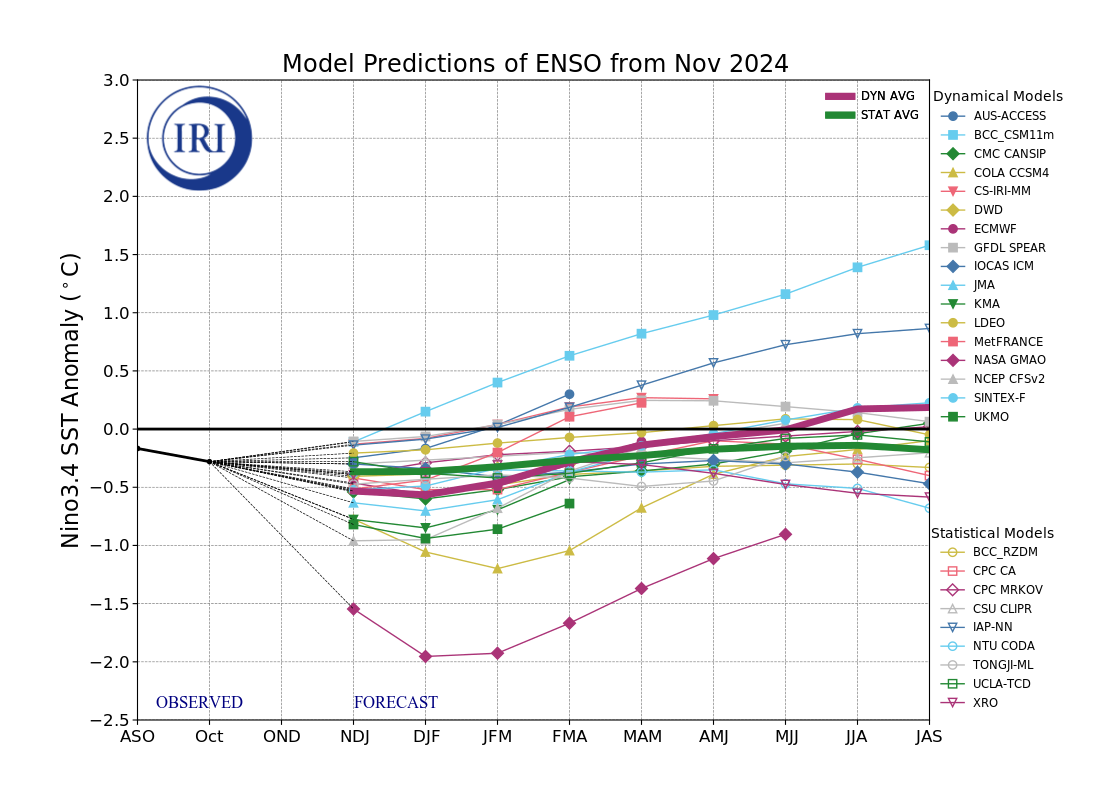 Model Predictions of ENSO from Nov 2024
Nino3.4 SST Anomaly (°C)
3.0
2.5
2.0
1.5
1.0
0.5
0.0
−0.5
−1.0
−1.5
−2.0
−2.5
IRI
DYN AVG
STAT AVG
OBSERVED
FORECAST
ASO Oct OND NDJ DJF JFM FMA MAM AMJ MJJ JJA JAS
Dynamical Models
AUS-ACCESS
BCC_CSM11m
CMC CANSIP
COLA CCSM4
CS-IRI-MM
DWD
ECMWF
GFDL SPEAR
IOCAS ICM
JMA
KMA
LDEO
MetFRANCE
NASA GMAO
NCEP CFSv2
SINTEX-F
UKMO
Statistical Models
BCC_RZDM
CPC CA
CPC MRKOV
CSU CLIPR
IAP-NN
NTU CODA
TONGJI-ML
UCLA-TCD
XRO